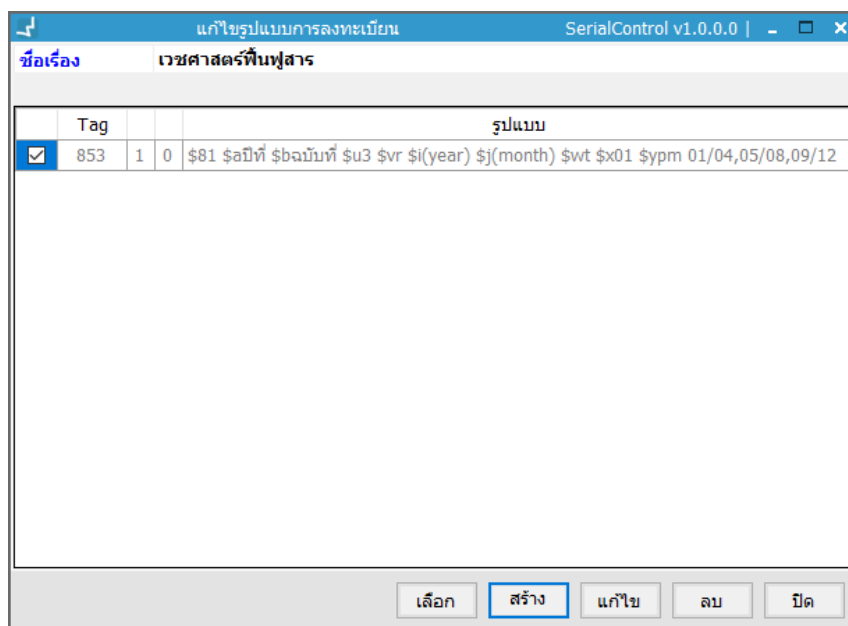 แก้ไขรูปแบบการลงทะเบียน SerialControl v1.0.0.0 |
ชื่อเรื่อง เวชศาสตร์ฟื้นฟูสาร
Tag รูปแบบ
853 1 0 $81 $aปีที่ $bฉบับที่ $u3 $vr $i(year) $j(month) $wt $x01 $ypm 01/04,05/08,09/12
เลือก สร้าง แก้ไข ลบ ปิด